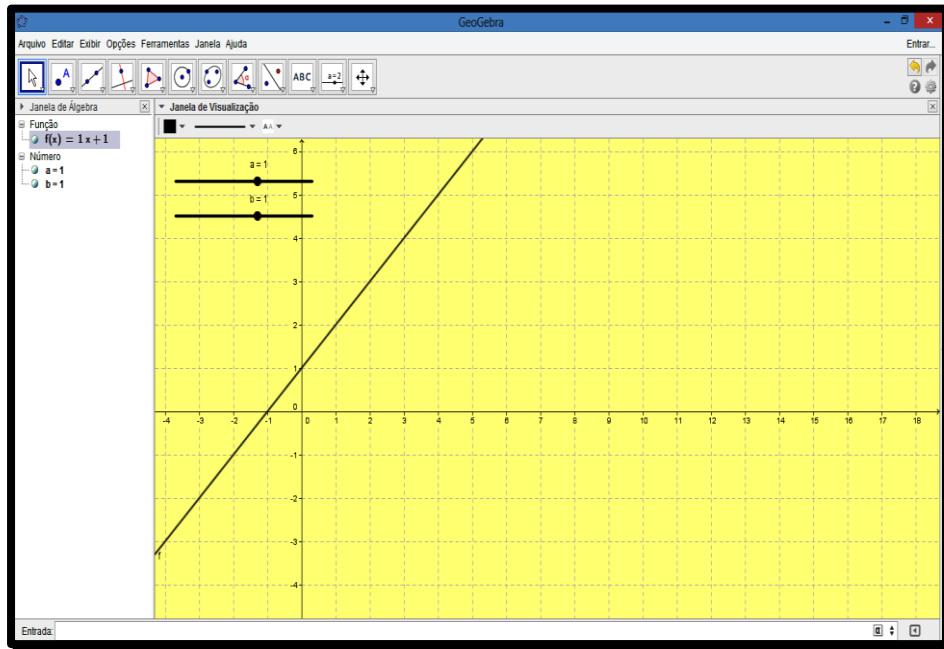 GeoGebra
Arquivo Editar Exibir Opções Ferramentas Janela Ajuda
Entrar...
A
α
ABC
a=2
Janela de Álgebra
Janela de Visualização
Função
f(x) = 1 x + 1
Número
a = 1
b = 1
AA
a = 1
b = 1
6
5
4
3
2
1
0
-4 -3 -2 -1 0 1 2 3 4 5 6 7 8 9 10 11 12 13 14 15 16 17 18
-1
-2
-3
-4
f
Entrada:
α